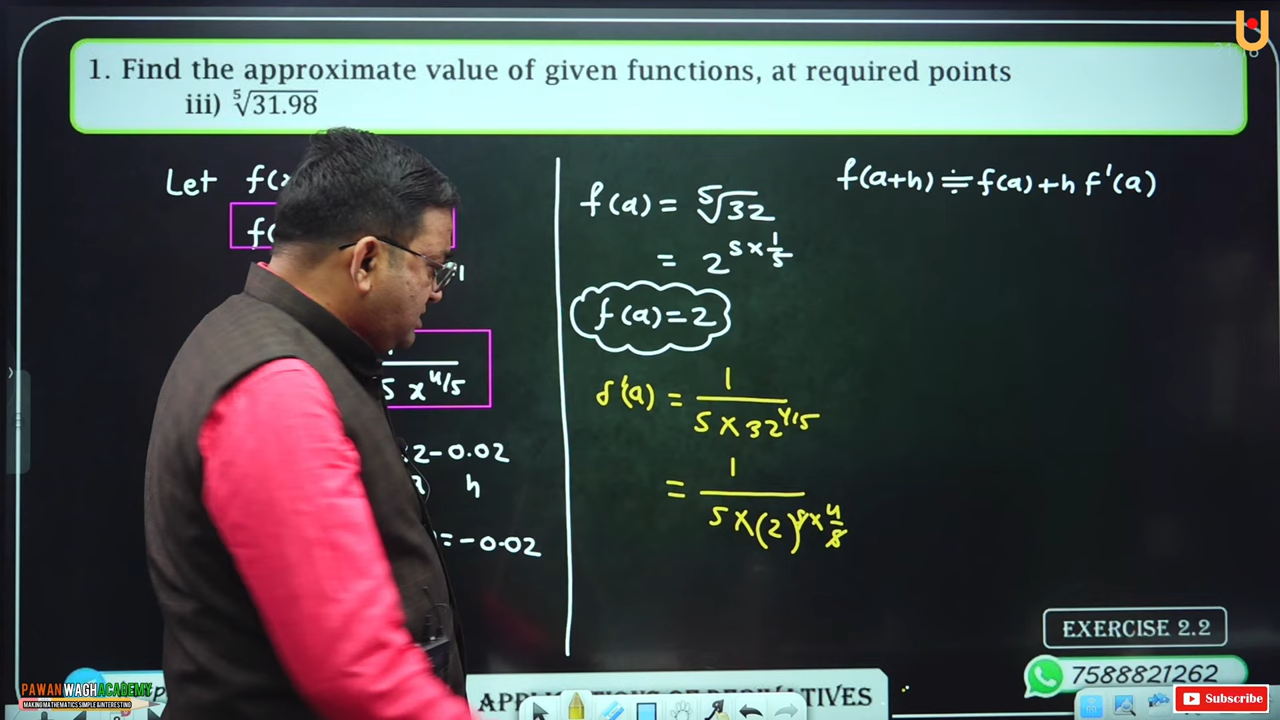 1. Find the approximate value of given functions, at required points
iii) ⁵√31.98
Let f(
f(
5 x^4/5
2-0.02
h
=-0.02
f(a) = ⁵√32
= 2^5×1/5
f(a)=2
f'(a) = 1/5×32^4/5
= 1/5×(2)^5×4/5
f(a+h) ≑ f(a)+h f'(a)
EXERCISE 2.2
7588821262
PAWAN WAGH ACADEMY
MAKING MATHEMATICS SIMPLE & INTERESTING
Subscribe